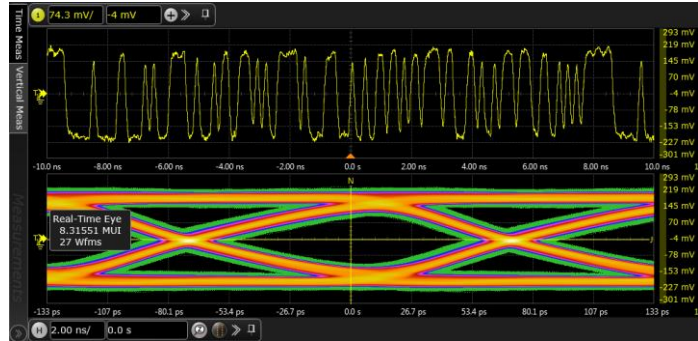 1 74.3 mV/ -4 mV
Time Meas
Vertical Meas
Measurements
293 mV
219 mV
145 mV
70 mV
-4 mV
-78 mV
-153 mV
-227 mV
-301 mV
-10.0 ns -8.00 ns -6.00 ns -4.00 ns -2.00 ns 0.0 s 2.00 ns 4.00 ns 6.00 ns 8.00 ns 10.0 ns 1
N
293 mV
219 mV
145 mV
70 mV
-4 mV
-78 mV
-153 mV
-227 mV
-301 mV
Real-Time Eye
8.31551 MUI
27 Wfms
-133 ps -107 ps -80.1 ps -53.4 ps -26.7 ps 0.0 s 26.7 ps 53.4 ps 80.1 ps 107 ps 133 ps 1
H 2.00 ns/ 0.0 s